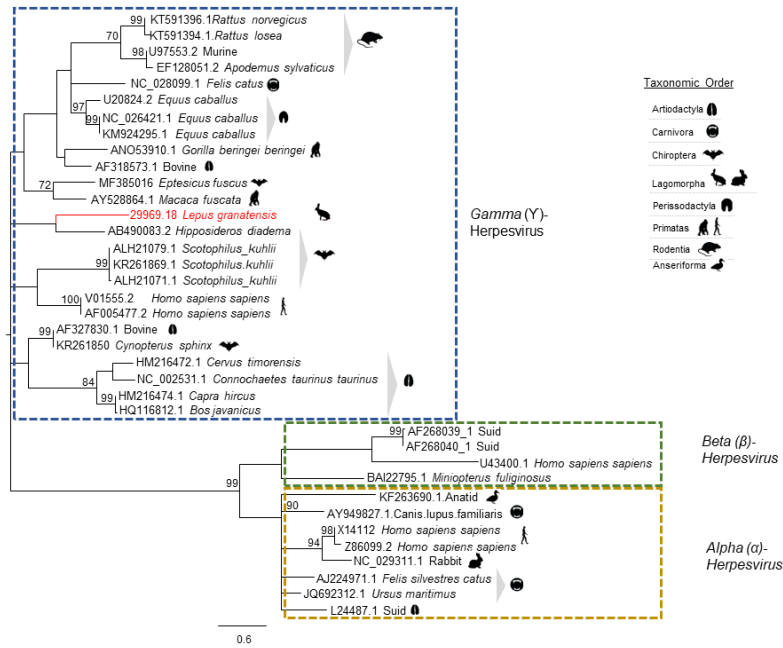 99
KT591396.1Rattus norvegicus
KT591394.1.Rattus losea
70
98
U97553.2 Murine
EF128051.2 Apodemus sylvaticus
NC_028099.1 Felis catus
U20824.2 Equus caballus
97
99
NC_026421.1 Equus caballus
KM924295.1 Equus caballus
ANO53910.1 Gorilla beringei beringei
AF318573.1 Bovine
72
MF385016 Eptesicus fuscus
AY528864.1 Macaca fuscata
29969.18 Lepus granatensis
AB490083.2 Hipposideros diadema
ALH21079.1 Scotophilus_kuhlii
99
KR261869.1 Scotophilus.kuhlii
ALH21071.1 Scotophilus_kuhlii
100
V01555.2 Homo sapiens sapiens
AF005477.2 Homo sapiens sapiens
99
AF327830.1 Bovine
KR261850 Cynopterus sphinx
HM216472.1 Cervus timorensis
84
NC_002531.1 Connochaetes taurinus taurinus
99
HM216474.1 Capra hircus
HQ116812.1 Bos javanicus
Gamma (ϒ)-
Herpesvirus
99
99
AF268039_1 Suid
AF268040_1 Suid
U43400.1 Homo sapiens sapiens
BAI22795.1 Miniopterus fuliginosus
Beta (β)-
Herpesvirus
KF263690.1.Anatid
90
AY949827.1.Canis.lupus.familiaris
98
X14112 Homo sapiens sapiens
94
Z86099.2 Homo sapiens sapiens
NC_029311.1 Rabbit
AJ224971.1 Felis silvestres catus
JQ692312.1 Ursus maritimus
L24487.1 Suid
Alpha (α)-
Herpesvirus
0.6
Taxonomic Order
Artiodactyla
Carnivora
Chiroptera
Lagomorpha
Perissodactyla
Primatas
Rodentia
Anseriforma